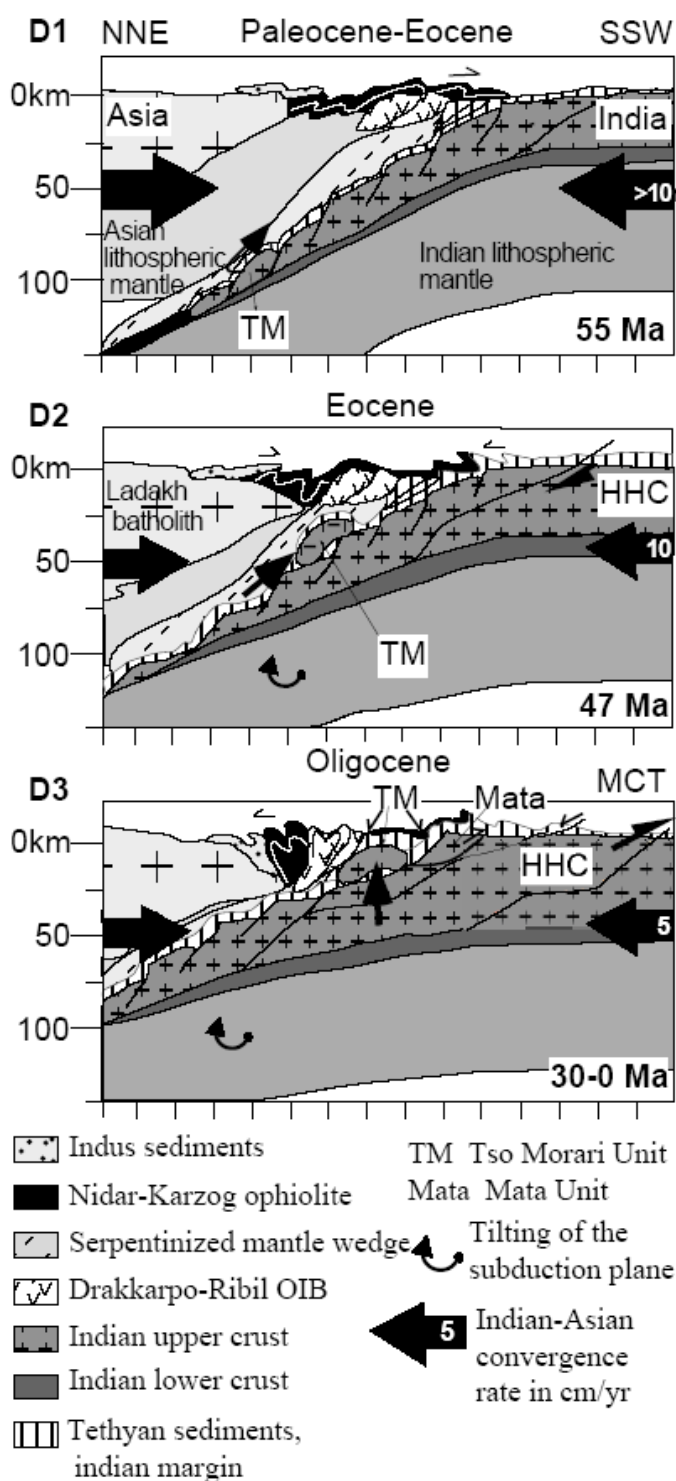 D1 NNE Paleocene-Eocene SSW
0km
Asia India
50
>10
Asian
lithospheric
mantle
Indian lithospheric
mantle
100
TM
55 Ma
D2 Eocene
0km
Ladakh
batholith
HHC
50
10
100
TM
47 Ma
D3 Oligocene MCT
TM Mata
0km
HHC
50
5
100
30-0 Ma
Indus sediments
Nidar-Karzog ophiolite
Serpentinized mantle wedge
Drakkarpo-Ribil OIB
Indian upper crust
Indian lower crust
Tethyan sediments,
indian margin
TM Tso Morari Unit
Mata Mata Unit
Tilting of the
subduction plane
5 Indian-Asian
convergence
rate in cm/yr